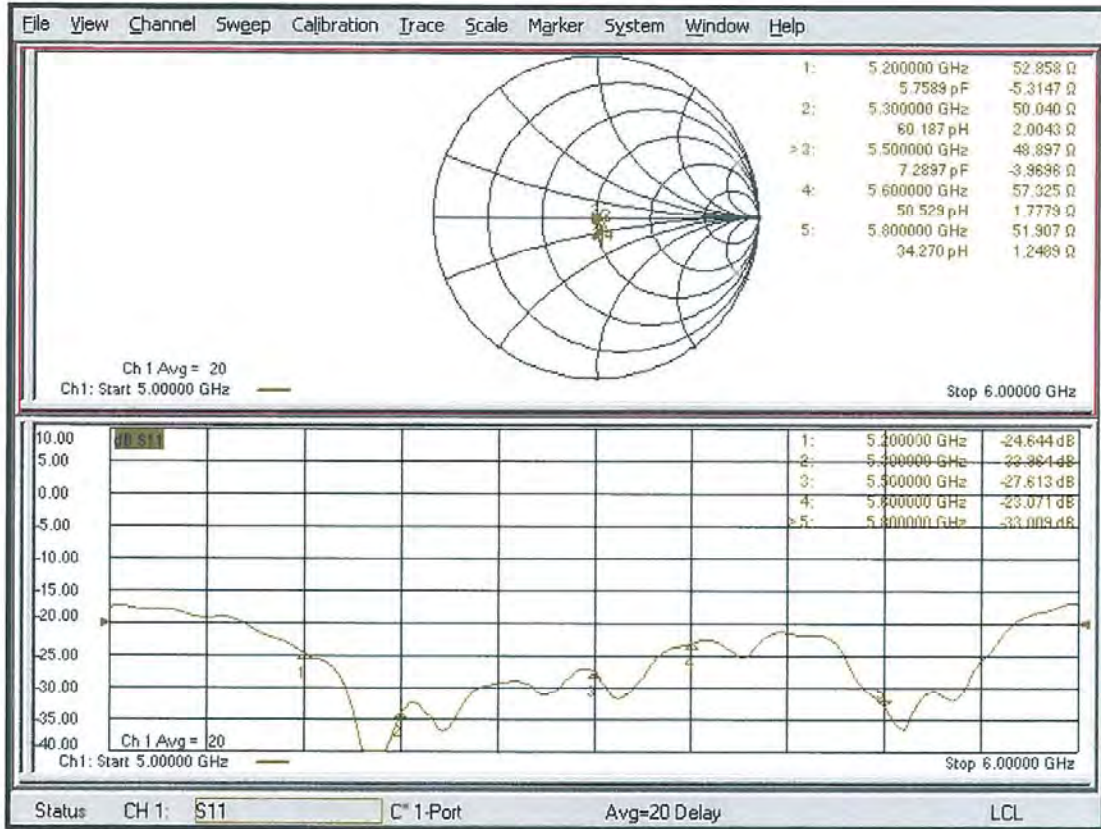 File View Channel Sweep Calibration Trace Scale Marker System Window Help
1: 5.200000 GHz 52.858 Ω
5.7589 pF -5.3147 Ω
2: 5.300000 GHz 50.040 Ω
60.187 pH 2.0043 Ω
>3: 5.500000 GHz 48.897 Ω
7.2897 pF -3.9696 Ω
4: 5.600000 GHz 57.325 Ω
50.529 pH 1.7779 Ω
5: 5.800000 GHz 51.907 Ω
34.270 pH 1.2489 Ω
Ch 1 Avg = 20
Ch1: Start 5.00000 GHz
Stop 6.00000 GHz
10.00
dB S11
1: 5.200000 GHz -24.644 dB
5.00
2: 5.300000 GHz
3: 5.500000 GHz -27.613 dB
0.00
4: 5.600000 GHz -23.071 dB
>5: 5.800000 GHz -33.009 dB
-5.00
-10.00
-15.00
-20.00
-25.00
1
2
3
4
-30.00
-35.00
-40.00
Ch 1 Avg = 20
Ch1: Start 5.00000 GHz
Stop 6.00000 GHz
Status CH 1: S11 C* 1-Port Avg=20 Delay LCL